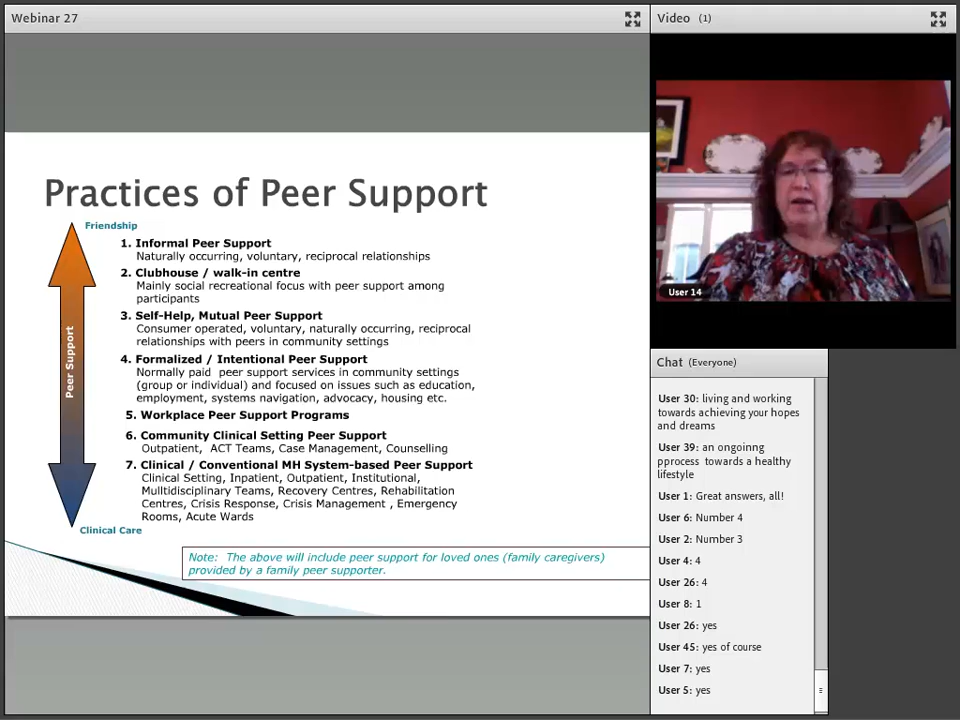 Webinar 27
Practices of Peer Support
Friendship
Peer Support
Clinical Care
1. Informal Peer Support
Naturally occurring, voluntary, reciprocal relationships
2. Clubhouse / walk-in centre
Mainly social recreational focus with peer support among
participants
3. Self-Help, Mutual Peer Support
Consumer operated, voluntary, naturally occurring, reciprocal
relationships with peers in community settings
4. Formalized / Intentional Peer Support
Normally paid peer support services in community settings
(group or individual) and focused on issues such as education,
employment, systems navigation, advocacy, housing etc.
5. Workplace Peer Support Programs
6. Community Clinical Setting Peer Support
Outpatient, ACT Teams, Case Management, Counselling
7. Clinical / Conventional MH System-based Peer Support
Clinical Setting, Inpatient, Outpatient, Institutional,
Mulltidisciplinary Teams, Recovery Centres, Rehabilitation
Centres, Crisis Response, Crisis Management , Emergency
Rooms, Acute Wards
Note: The above will include peer support for loved ones (family caregivers)
provided by a family peer supporter.
Video (1)
User 14
Chat (Everyone)
User 30: living and working
towards achieving your hopes
and dreams
User 39: an ongoinng
pprocess towards a healthy
lifestyle
User 1: Great answers, all!
User 6: Number 4
User 2: Number 3
User 4: 4
User 26: 4
User 8: 1
User 26: yes
User 45: yes of course
User 7: yes
User 5: yes